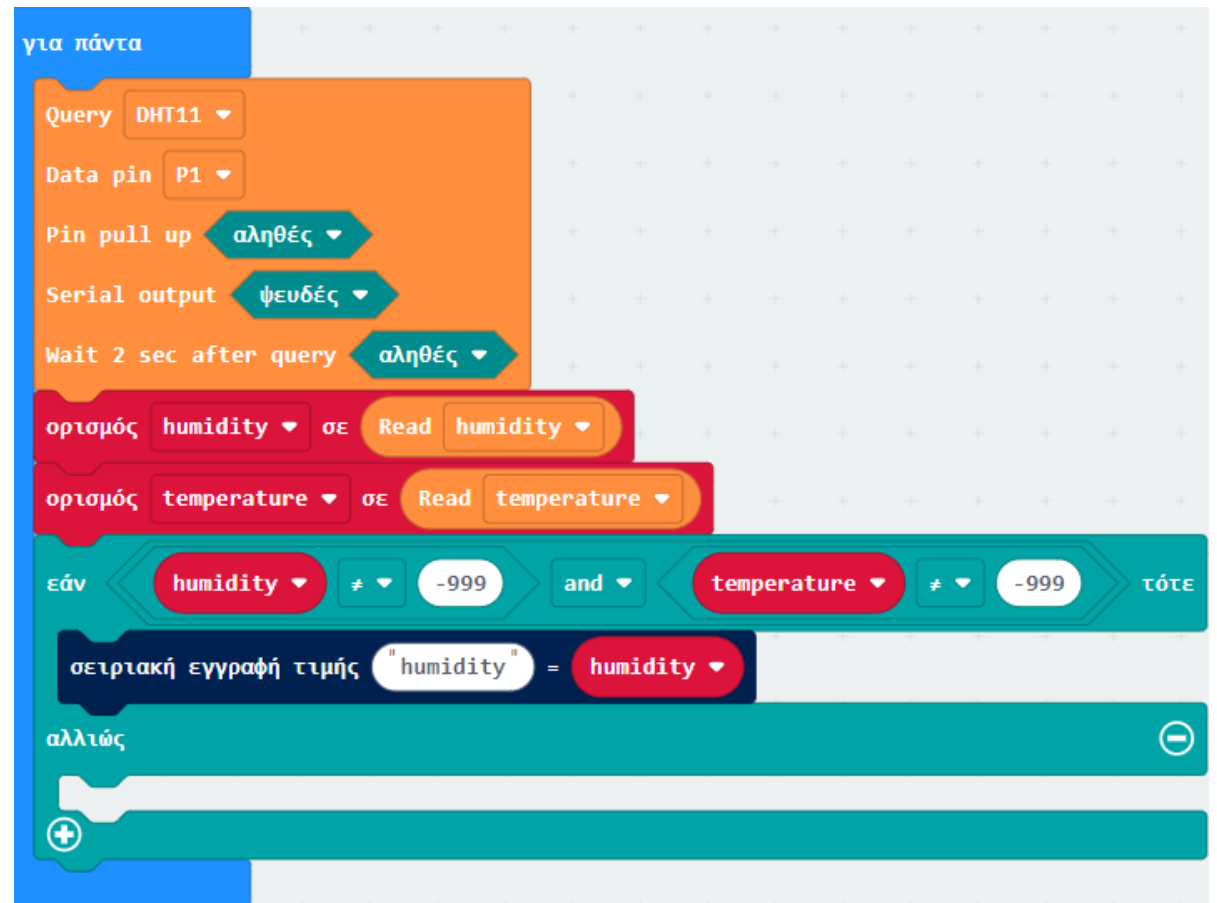 για πάντα
Query DHT11
Data pin P1
Pin pull up αληθές
Serial output ψευδές
Wait 2 sec after query αληθές
ορισμός humidity σε Read humidity
ορισμός temperature σε Read temperature
εάν humidity ≠ -999 and temperature ≠ -999 τότε
σειριακή εγγραφή τιμής "humidity" = humidity
αλλιώς